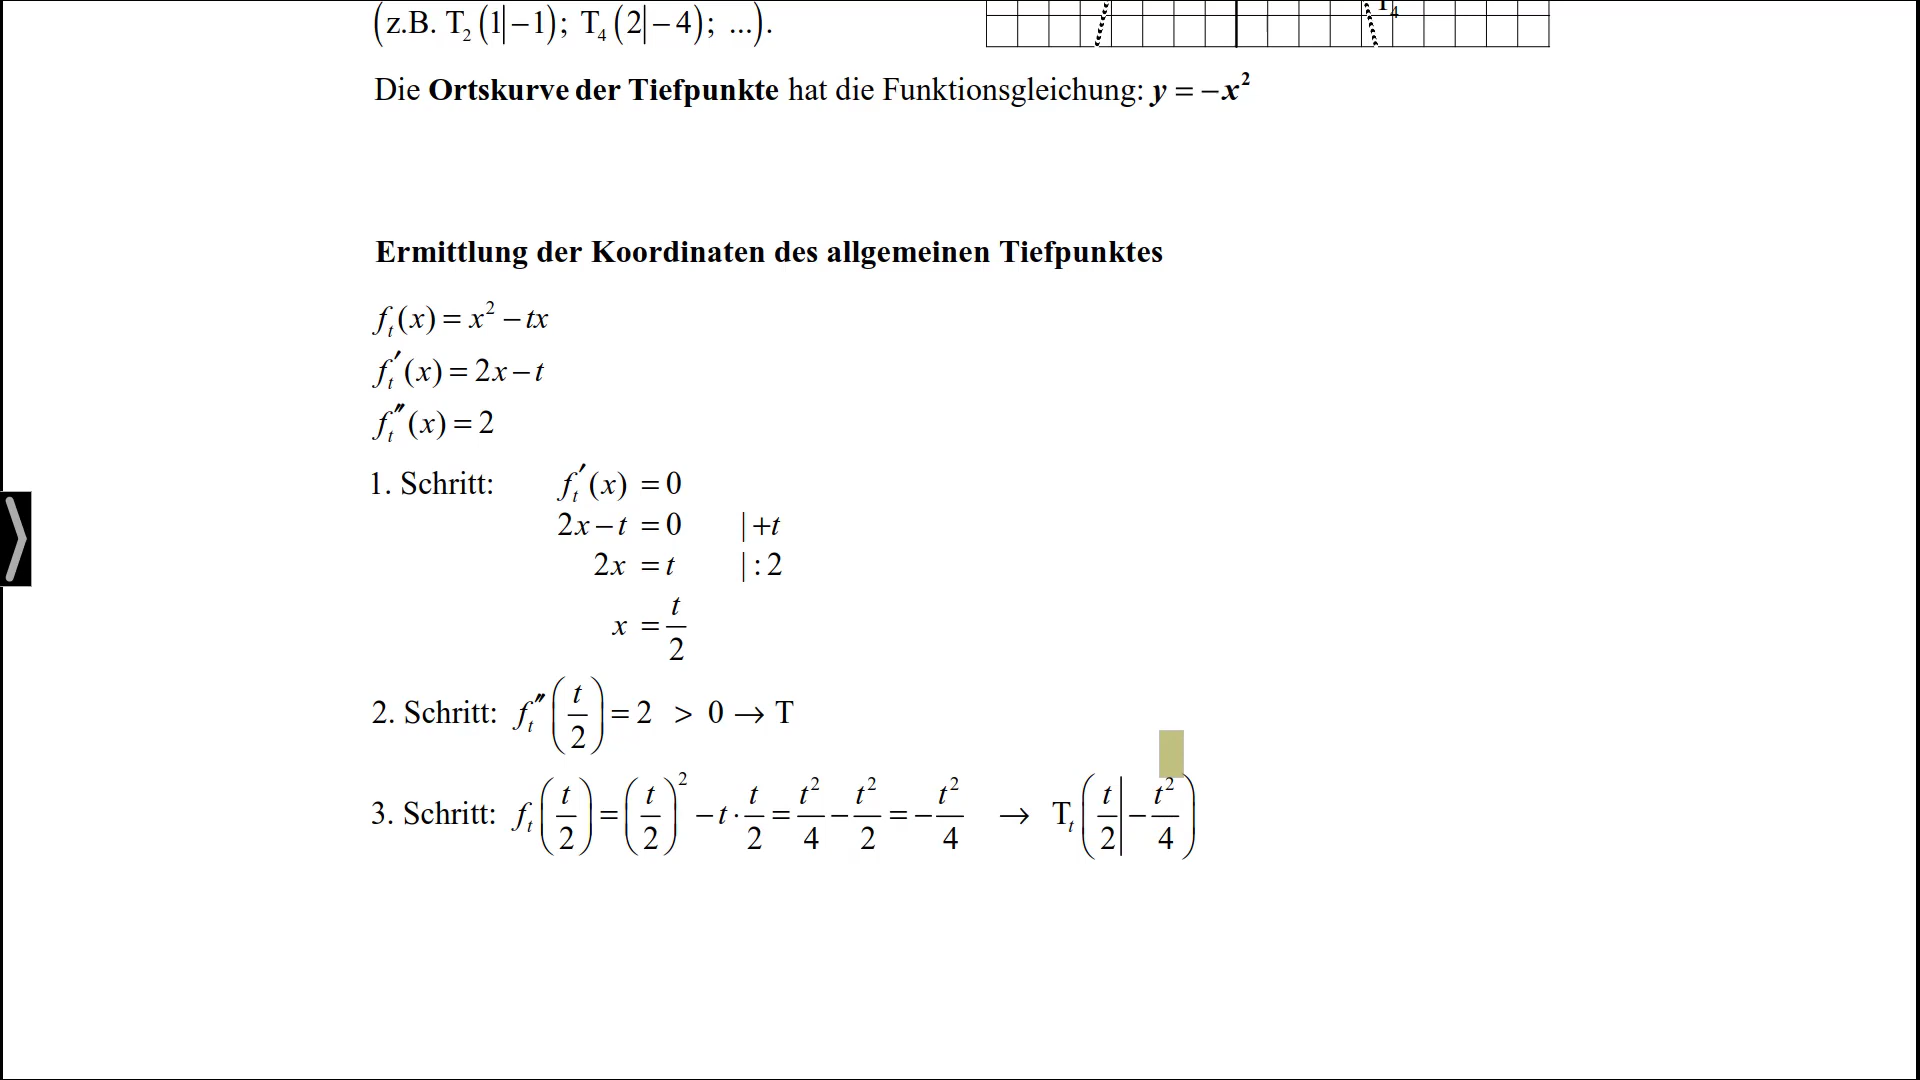 (z.B. T₂(1|−1); T₄(2|−4); ...).
T₄
Die Ortskurve der Tiefpunkte hat die Funktionsgleichung: y = −x²
Ermittlung der Koordinaten des allgemeinen Tiefpunktes
fₜ(x) = x² − tx
fₜ′(x) = 2x − t
fₜ″(x) = 2
1. Schritt: fₜ′(x) = 0
2x − t = 0 | +t
2x = t | : 2
x = t/2
2. Schritt: fₜ″(t/2) = 2 > 0 → T
3. Schritt: fₜ(t/2) = (t/2)² − t · t/2 = t²/4 − t²/2 = −t²/4 → Tₜ(t/2 | −t²/4)